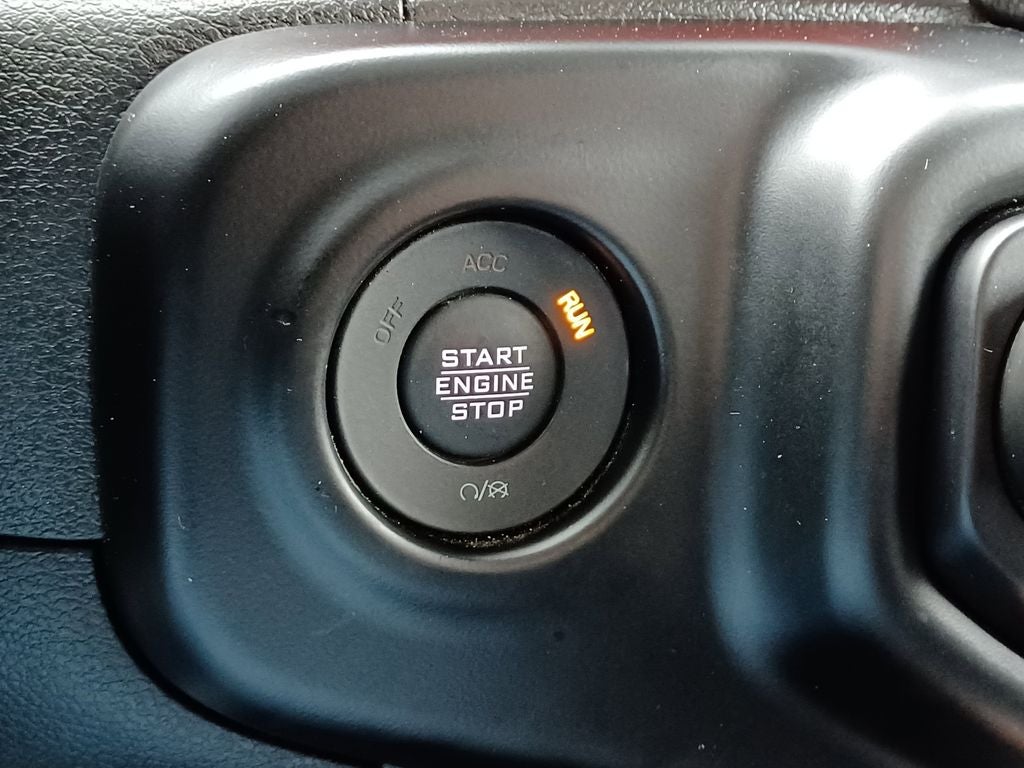 ACC
OFF
RUN
START
ENGINE
STOP